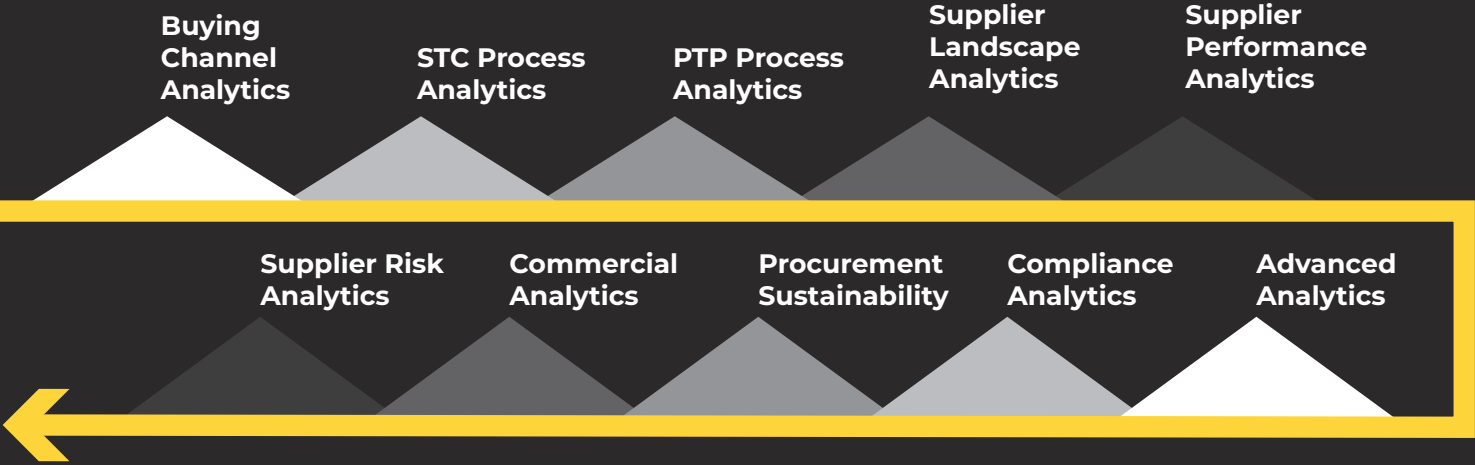 Buying
Channel
Analytics
STC Process
Analytics
PTP Process
Analytics
Supplier
Landscape
Analytics
Supplier
Performance
Analytics
Supplier Risk
Analytics
Commercial
Analytics
Procurement
Sustainability
Compliance
Analytics
Advanced
Analytics